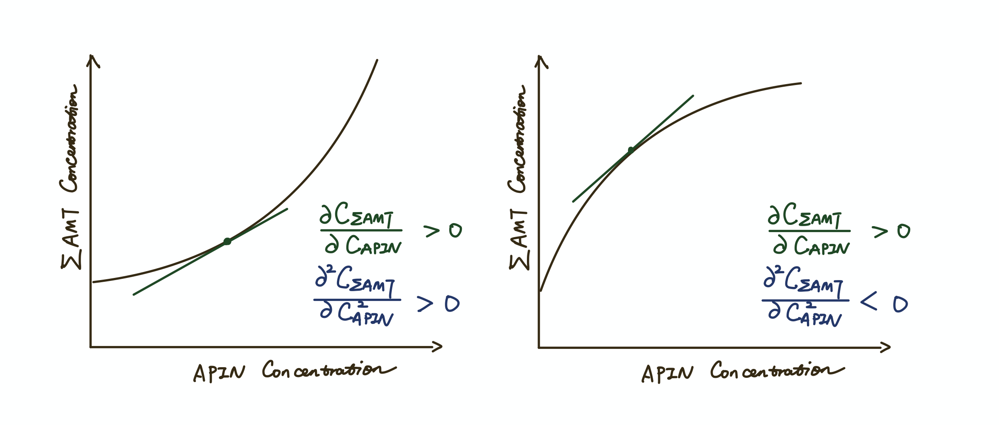 ΣAMT Concentration
∂C_ΣAMT / ∂C_APIN > 0
∂²C_ΣAMT / ∂C²_APIN > 0
APIN Concentration
ΣAMT Concentration
∂C_ΣAMT / ∂C_APIN > 0
∂²C_ΣAMT / ∂C²_APIN < 0
APIN Concentration